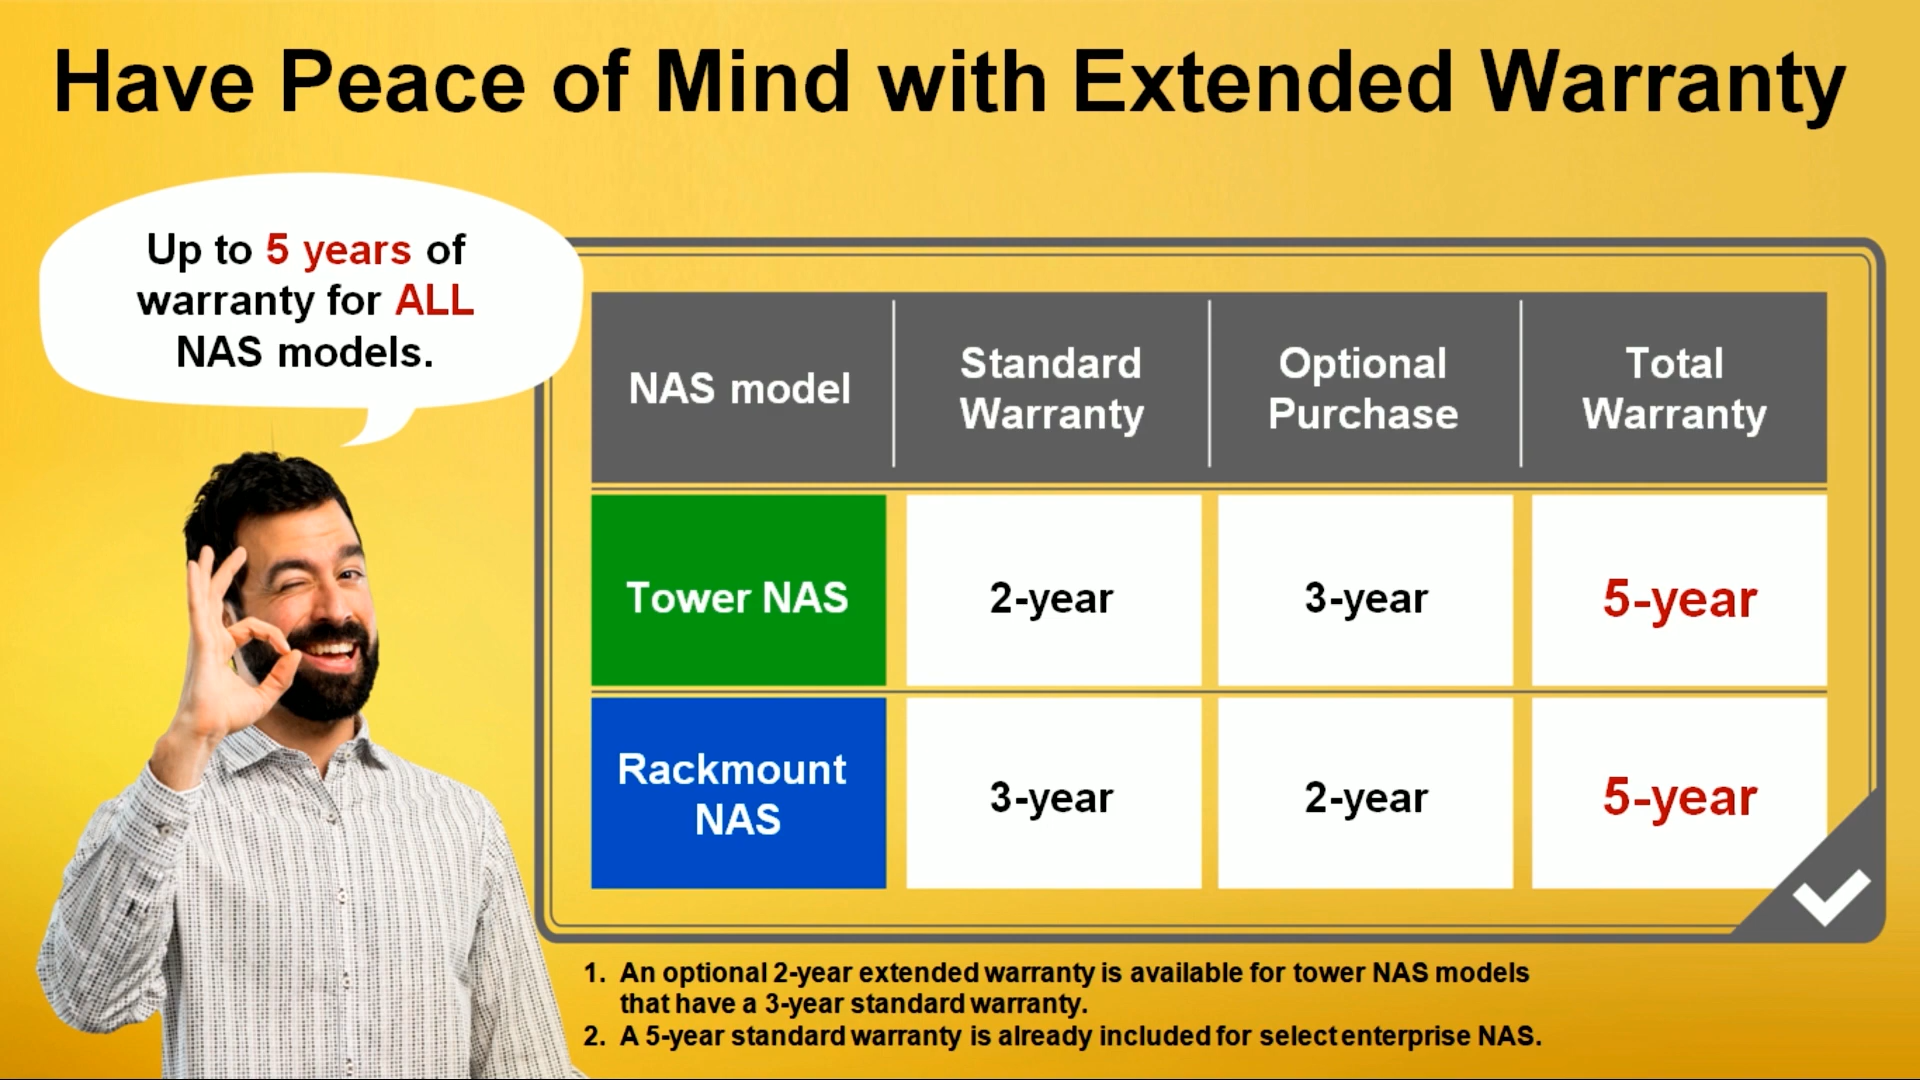 Have Peace of Mind with Extended Warranty
Up to 5 years of
warranty for ALL
NAS models.
NAS model
Standard
Warranty
Optional
Purchase
Total
Warranty
Tower NAS
2-year
3-year
5-year
Rackmount
NAS
3-year
2-year
5-year
1. An optional 2-year extended warranty is available for tower NAS models
that have a 3-year standard warranty.
2. A 5-year standard warranty is already included for select enterprise NAS.